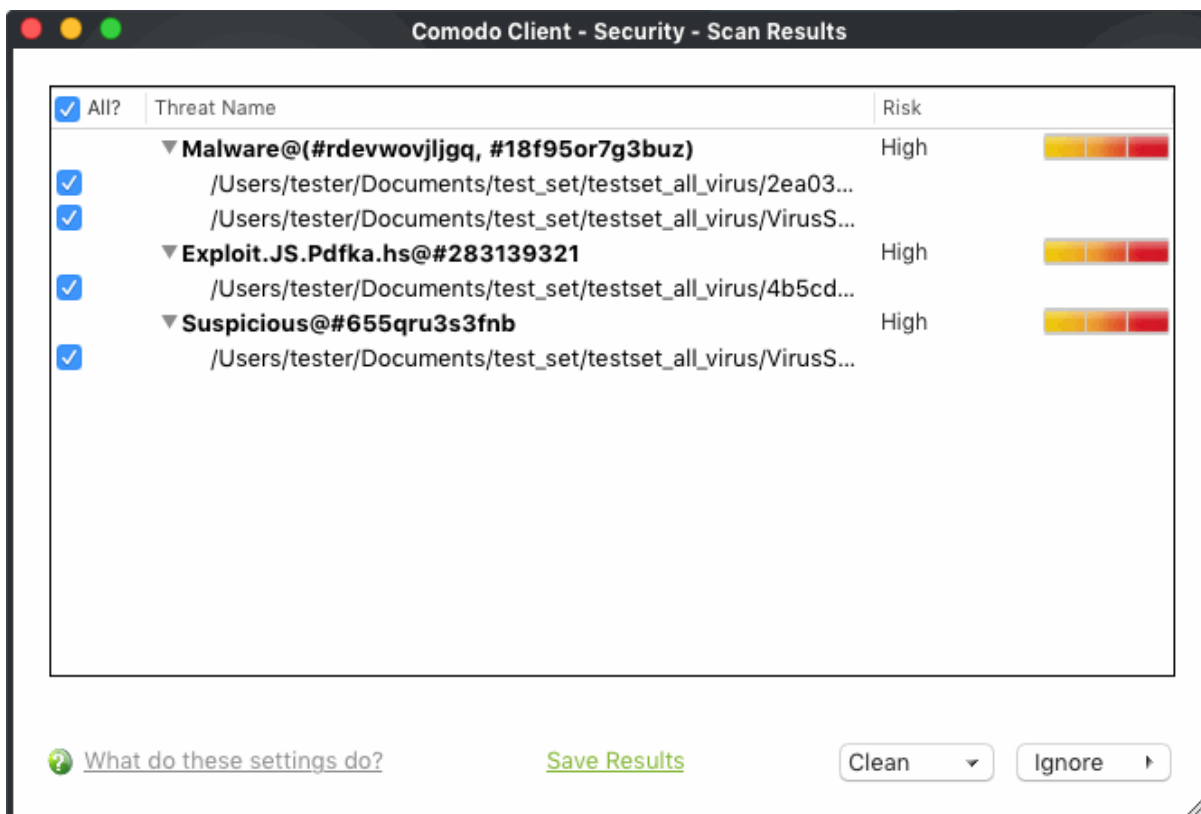 Comodo Client - Security - Scan Results
All? Threat Name Risk
Malware@(#rdevwovjljgq, #18f95or7g3buz) High
/Users/tester/Documents/test_set/testset_all_virus/2ea03...
/Users/tester/Documents/test_set/testset_all_virus/VirusS...
Exploit.JS.Pdfka.hs@#283139321 High
/Users/tester/Documents/test_set/testset_all_virus/4b5cd...
Suspicious@#655qru3s3fnb High
/Users/tester/Documents/test_set/testset_all_virus/VirusS...
What do these settings do? Save Results Clean Ignore